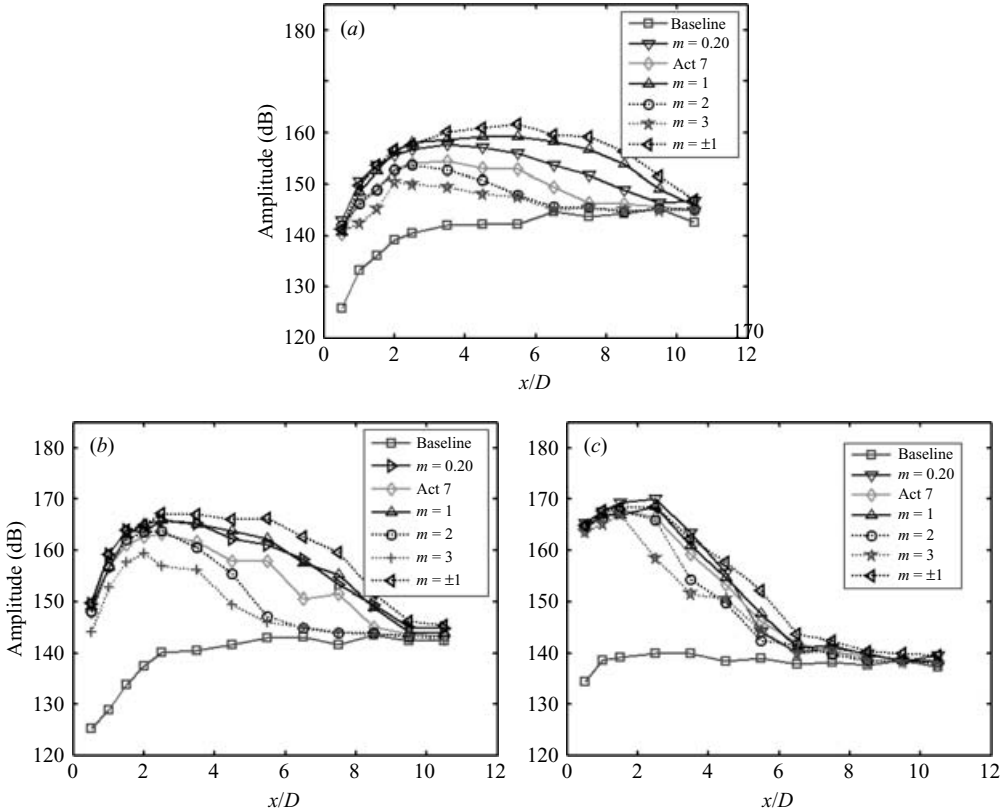 180
(a)
Baseline
m = 0.20
Act 7
m = 1
m = 2
m = 3
m = ±1
160
150
140
130
120
Amplitude (dB)
0 2 4 6 8 10 12
170
x/D
180
170
160
150
140
130
120
Amplitude (dB)
(b)
Baseline
m = 0.20
Act 7
m = 1
m = 2
m = 3
m = ±1
0 2 4 6 8 10 12
x/D
180
170
160
150
140
130
120
(c)
Baseline
m = 0.20
Act 7
m = 1
m = 2
m = 3
m = ±1
0 2 4 6 8 10 12
x/D